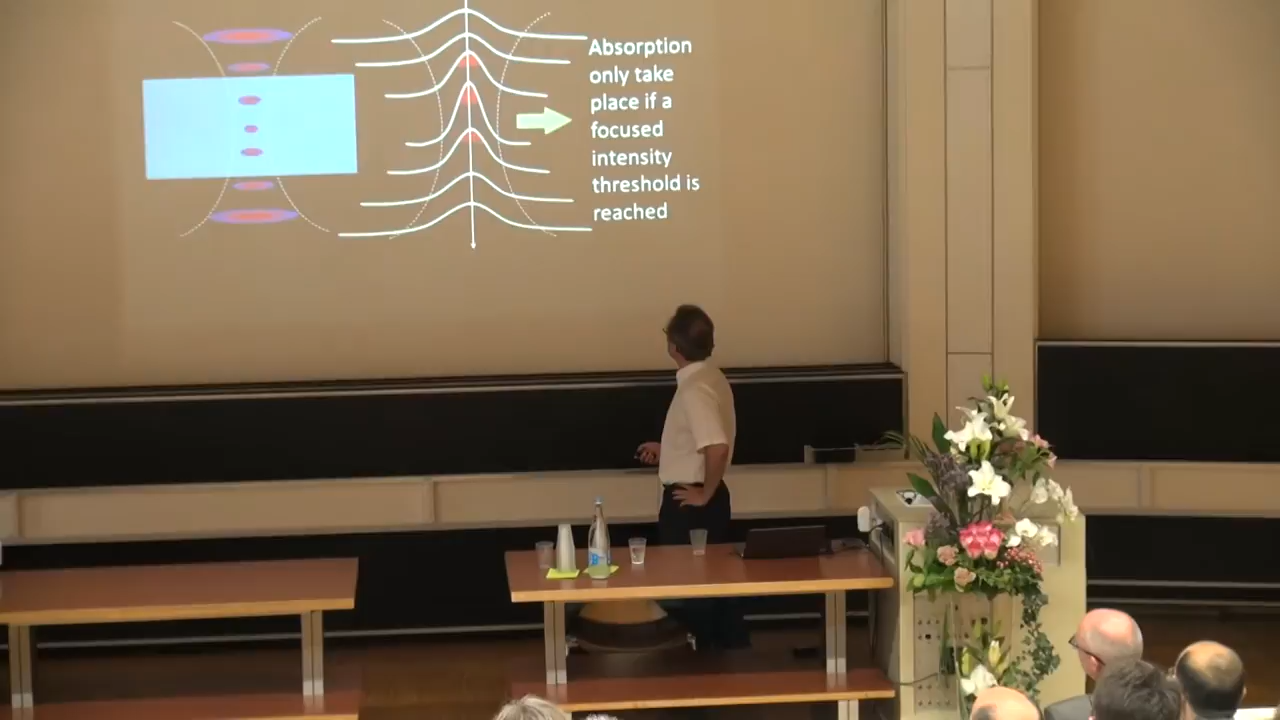 Absorption
only take
place if a
focused
intensity
threshold is
reached